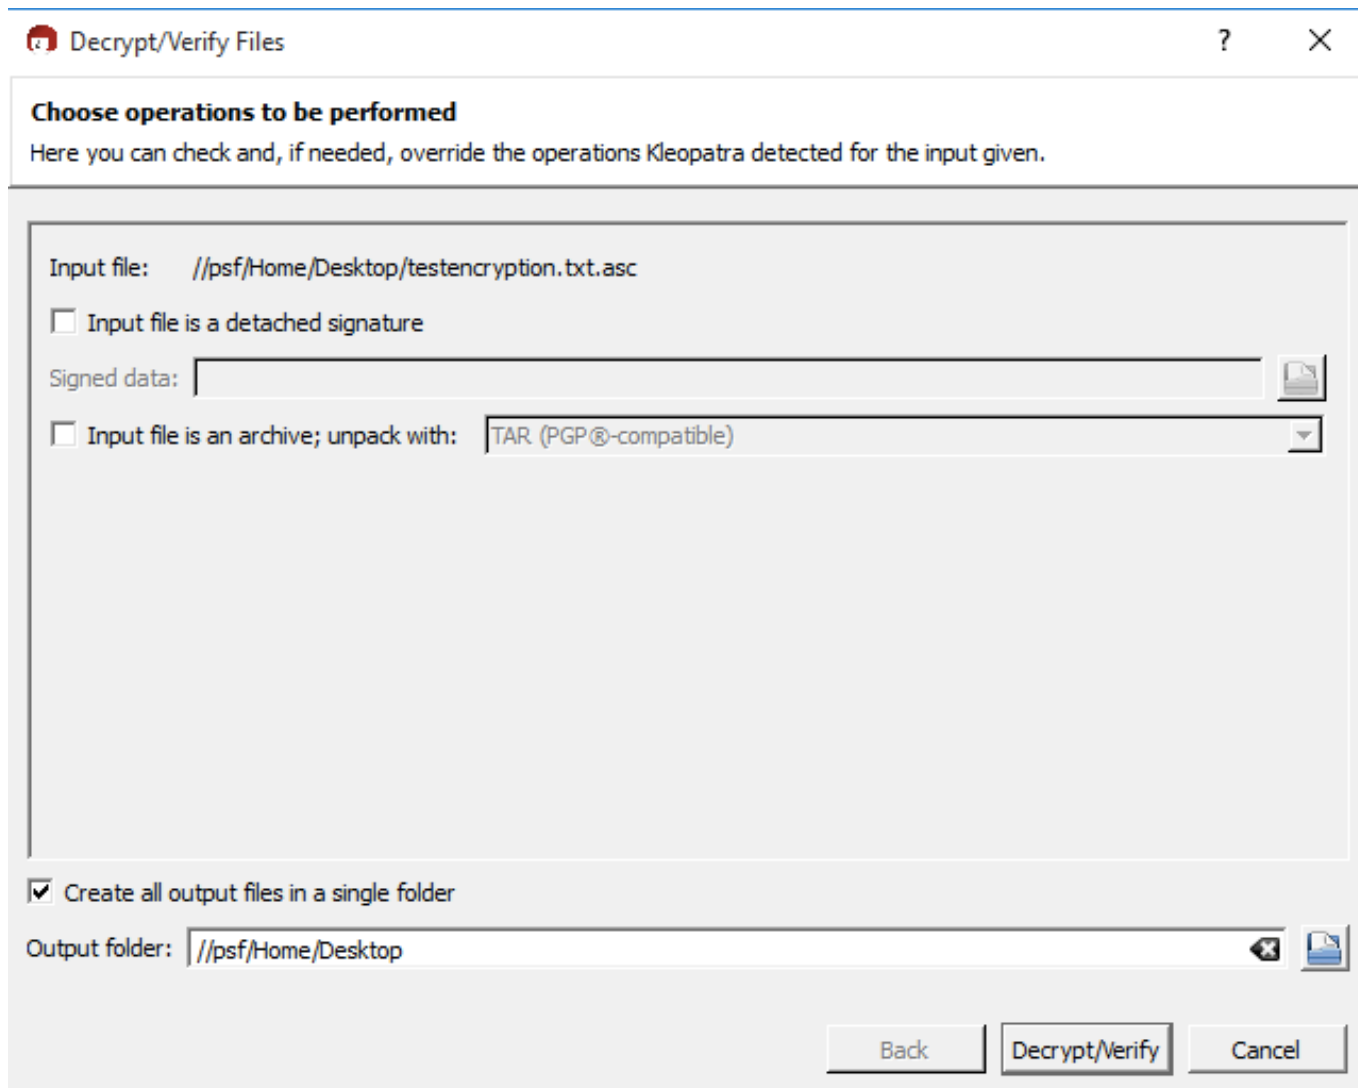 Decrypt/Verify Files ?
Choose operations to be performed
Here you can check and, if needed, override the operations Kleopatra detected for the input given.
Input file: //psf/Home/Desktop/testencryption.txt.asc
Input file is a detached signature
Signed data:
Input file is an archive; unpack with: TAR (PGP®-compatible)
Create all output files in a single folder
Output folder: //psf/Home/Desktop
Back Decrypt/Verify Cancel